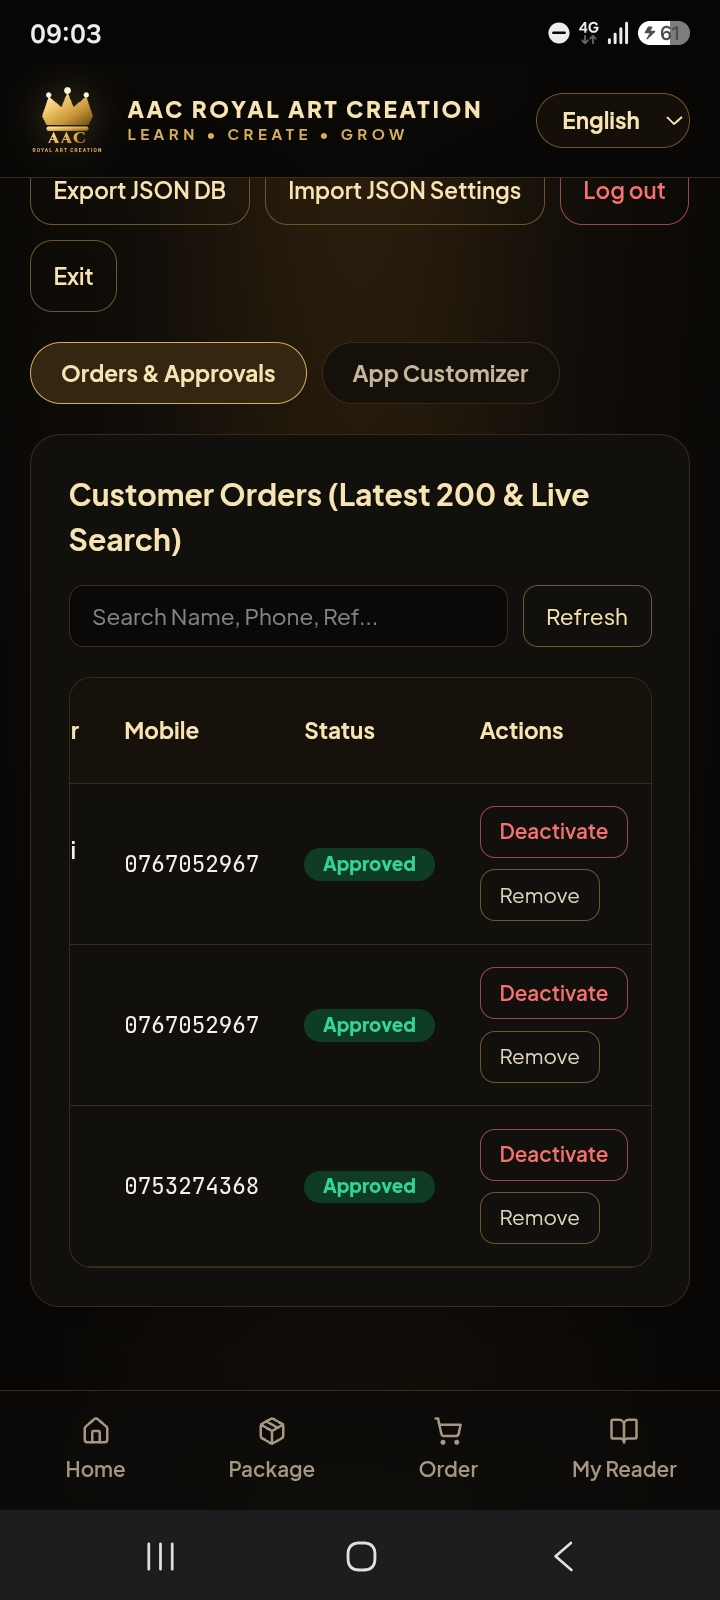 09:03
4G
61
AAC ROYAL ART CREATION
LEARN • CREATE • GROW
AAC
ROYAL ART CREATION
English
Export JSON DB
Import JSON Settings
Log out
Exit
Orders & Approvals
App Customizer
Customer Orders (Latest 200 & Live
Search)
Search Name, Phone, Ref...
Refresh
r
Mobile
Status
Actions
i
0767052967
Approved
Deactivate
Remove
0767052967
Approved
Deactivate
Remove
0753274368
Approved
Deactivate
Remove
Home
Package
Order
My Reader